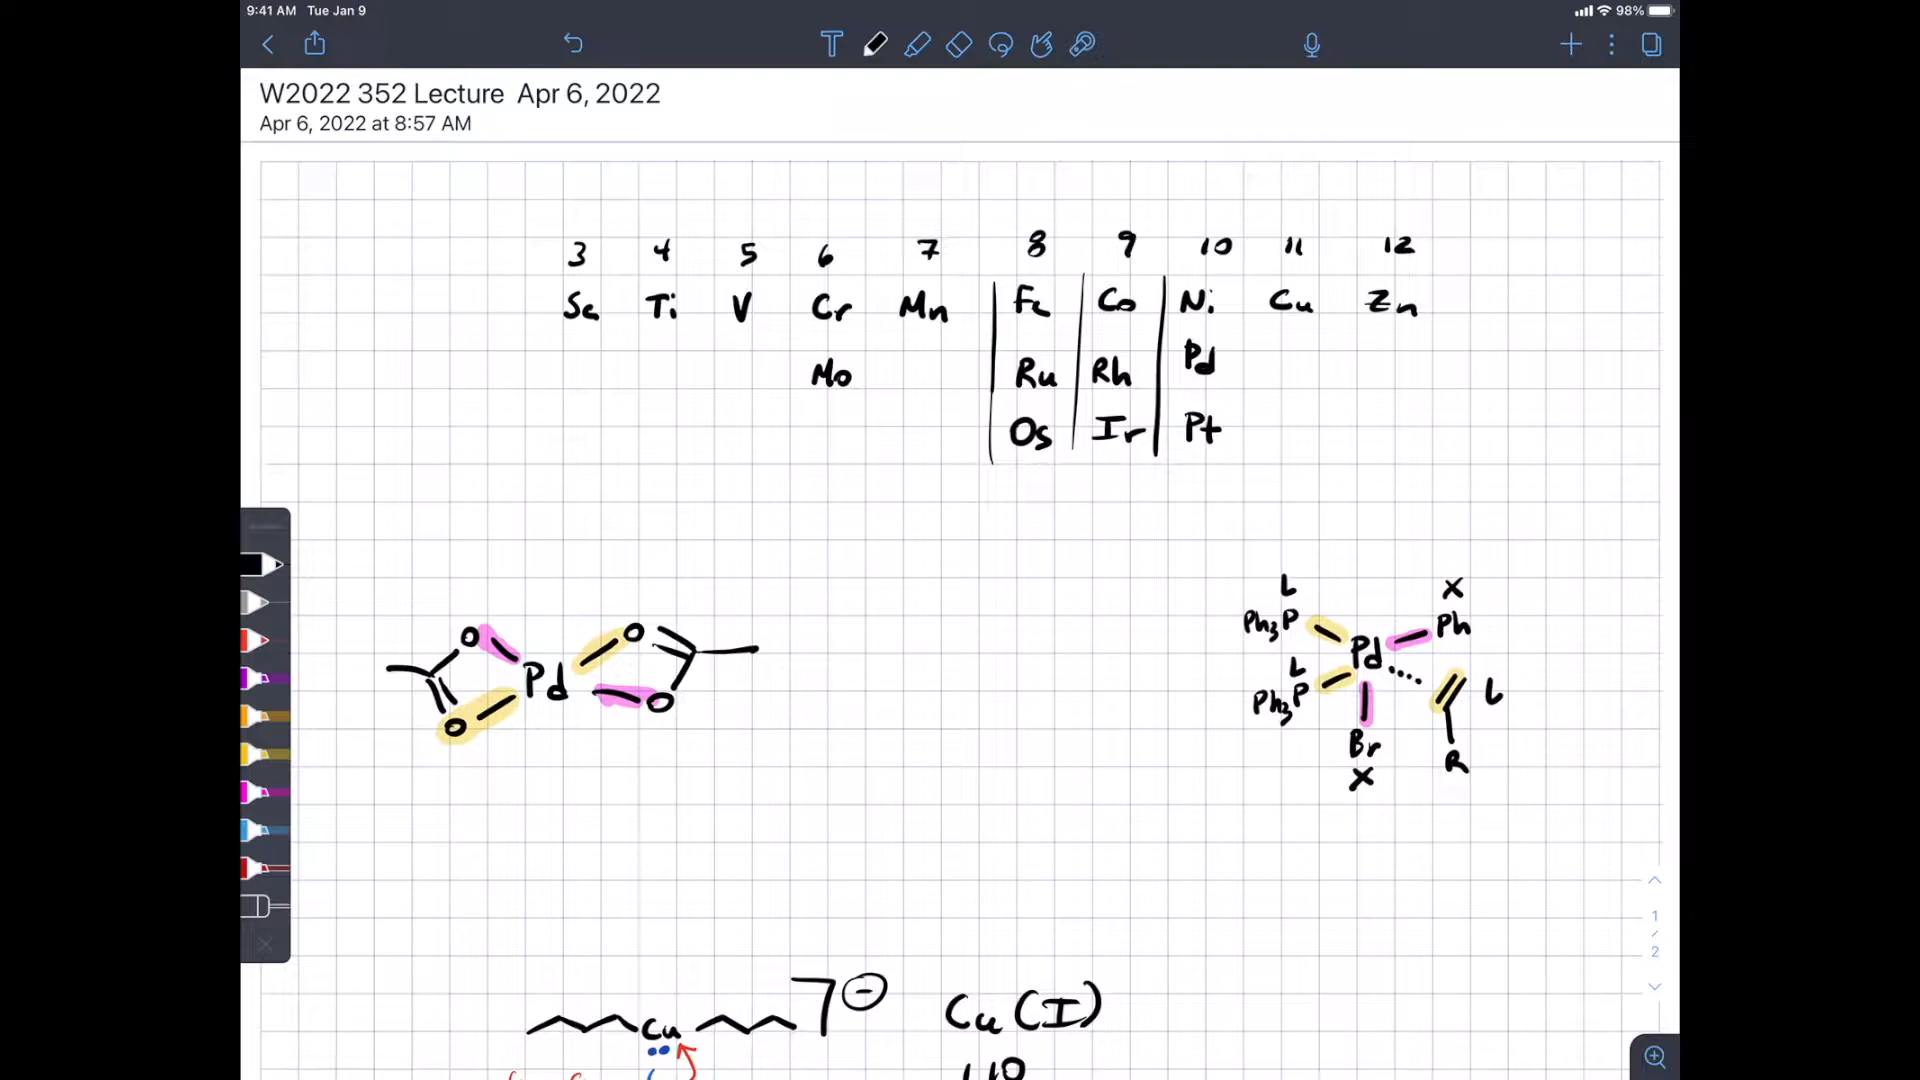 9:41 AM Tue Jan 9
98%
W2022 352 Lecture Apr 6, 2022
Apr 6, 2022 at 8:57 AM
3 4 5 6 7 8 9 10 11 12
Sc Ti V Cr Mn Fe Co Ni Cu Zn
Mo Ru Rh Pd
Os Ir Pt
L X
Ph₃P Ph
O O Pd
L
O Pd O Ph₃P L
Br R
X
1
/
2
Cu ⊖ Cu (I)